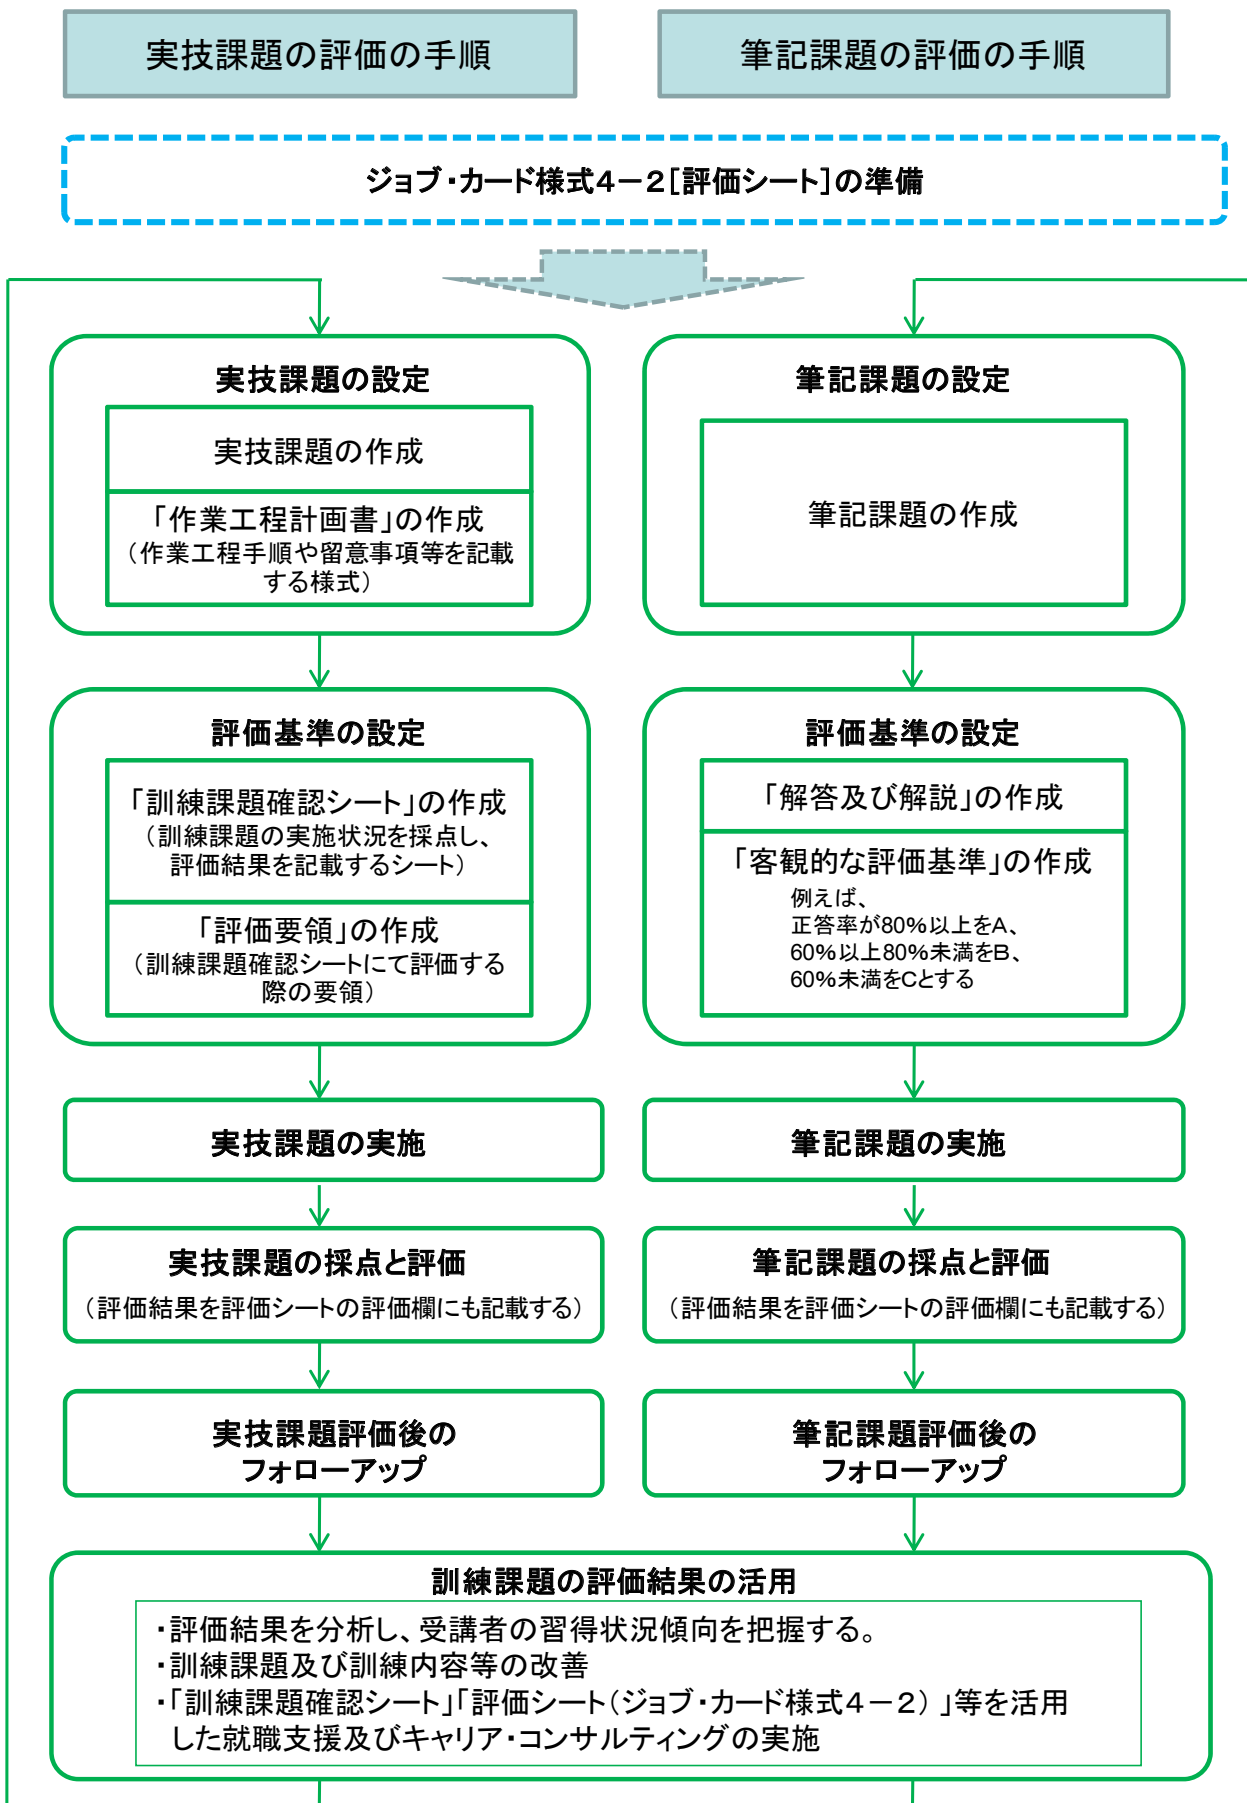 実技課題の評価の手順
筆記課題の評価の手順
ジョブ・カード様式４－２[評価シート]の準備
実技課題の設定
実技課題の作成
「作業工程計画書」の作成
（作業工程手順や留意事項等を記載
する様式）
筆記課題の設定
筆記課題の作成
評価基準の設定
「訓練課題確認シート」の作成
（訓練課題の実施状況を採点し、
評価結果を記載するシート）
「評価要領」の作成
（訓練課題確認シートにて評価する
際の要領）
評価基準の設定
「解答及び解説」の作成
「客観的な評価基準」の作成
例えば、
正答率が80%以上をA、
60%以上80%未満をB、
60%未満をCとする
実技課題の実施
筆記課題の実施
実技課題の採点と評価
（評価結果を評価シートの評価欄にも記載する）
筆記課題の採点と評価
（評価結果を評価シートの評価欄にも記載する）
実技課題評価後の
フォローアップ
筆記課題評価後の
フォローアップ
訓練課題の評価結果の活用
・評価結果を分析し、受講者の習得状況傾向を把握する。
・訓練課題及び訓練内容等の改善
・「訓練課題確認シート」「評価シート（ジョブ・カード様式４－２）」等を活用
した就職支援及びキャリア・コンサルティングの実施